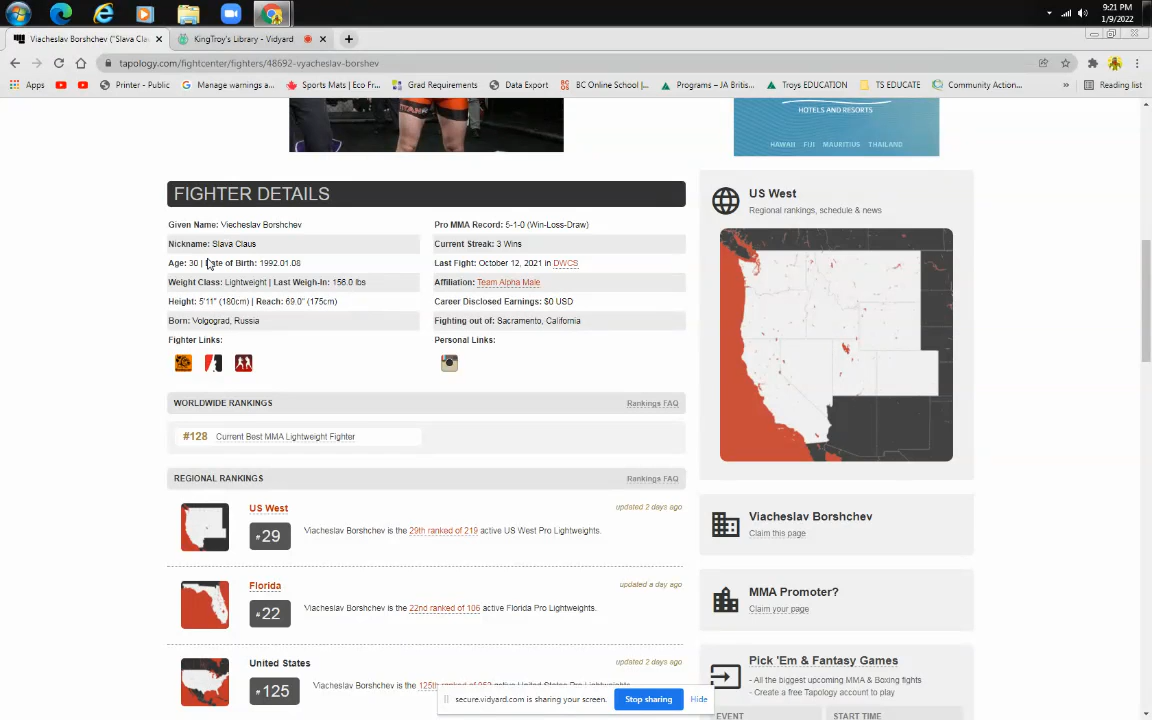 9:21 PM
1/9/2022
Viacheslav Borshchev ("Slava Cla
KingTroy's Library - Vidyard
tapology.com/fightcenter/fighters/48692-vyacheslav-borshev
Apps
Printer - Public
Manage warnings a...
Sports Mats | Eco Fr...
Grad Requirements
Data Export
BC Online School |...
Programs – JA Britis...
Troys EDUCATION
TS EDUCATE
Community Action...
»
Reading list
TITANS
HOTELS AND RESORTS
HAWAII FIJI MAURITIUS THAILAND
FIGHTER DETAILS
Given Name: Viecheslav Borshchev
Pro MMA Record: 5-1-0 (Win-Loss-Draw)
Nickname: Slava Claus
Current Streak: 3 Wins
Age: 30 | Date of Birth: 1992.01.08
Last Fight: October 12, 2021 in DWCS
Weight Class: Lightweight | Last Weigh-In: 156.0 lbs
Affiliation: Team Alpha Male
Height: 5'11" (180cm) | Reach: 69.0" (175cm)
Career Disclosed Earnings: $0 USD
Born: Volgograd, Russia
Fighting out of: Sacramento, California
Fighter Links:
Personal Links:
WORLDWIDE RANKINGS
Rankings FAQ
#128 Current Best MMA Lightweight Fighter
REGIONAL RANKINGS
Rankings FAQ
US West
updated 2 days ago
#29
Viacheslav Borshchev is the 29th ranked of 219 active US West Pro Lightweights.
Florida
updated a day ago
#22
Viacheslav Borshchev is the 22nd ranked of 106 active Florida Pro Lightweights.
United States
updated 2 days ago
#125
US West
Regional rankings, schedule & news
Viacheslav Borshchev
Claim this page
MMA Promoter?
Claim your page
Pick 'Em & Fantasy Games
- All the biggest upcoming MMA & Boxing fights
- Create a free Tapology account to play
EVENT
START TIME
secure.vidyard.com is sharing your screen.
Stop sharing
Hide